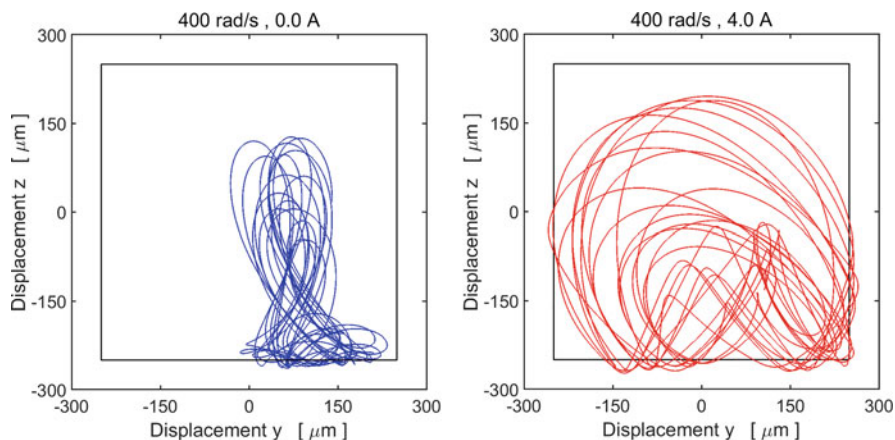 400 rad/s , 0.0 A
300
150
0
-150
-300
Displacement z [ μm ]
-300 -150 0 150 300
Displacement y [ μm ]
400 rad/s , 4.0 A
300
150
0
-150
-300
Displacement z [ μm ]
-300 -150 0 150 300
Displacement y [ μm ]